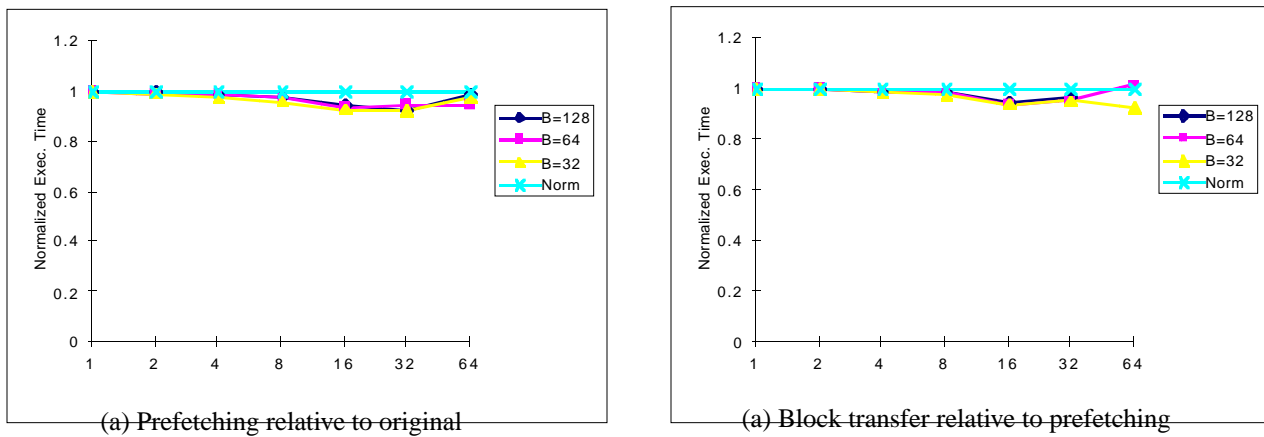 1.2
1
0.8
0.6
0.4
0.2
0
Normalized Exec. Time
1 2 4 8 16 32 64
B=128
B=64
B=32
Norm
(a) Prefetching relative to original
1.2
1
0.8
0.6
0.4
0.2
0
Normalized Exec. Time
1 2 4 8 16 32 64
B=128
B=64
B=32
Norm
(a) Block transfer relative to prefetching